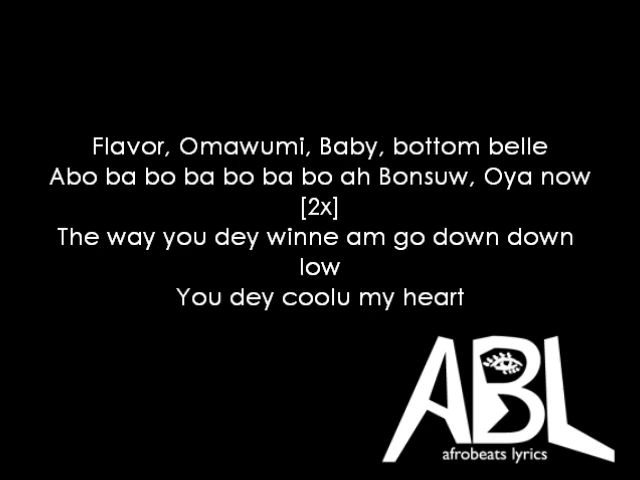 Flavor, Omawumi, Baby, bottom belle
Abo ba bo ba bo ba bo ah Bonsuw, Oya now
[2x]
The way you dey winne am go down down
low
You dey coolu my heart
ABL
afrobeats lyrics